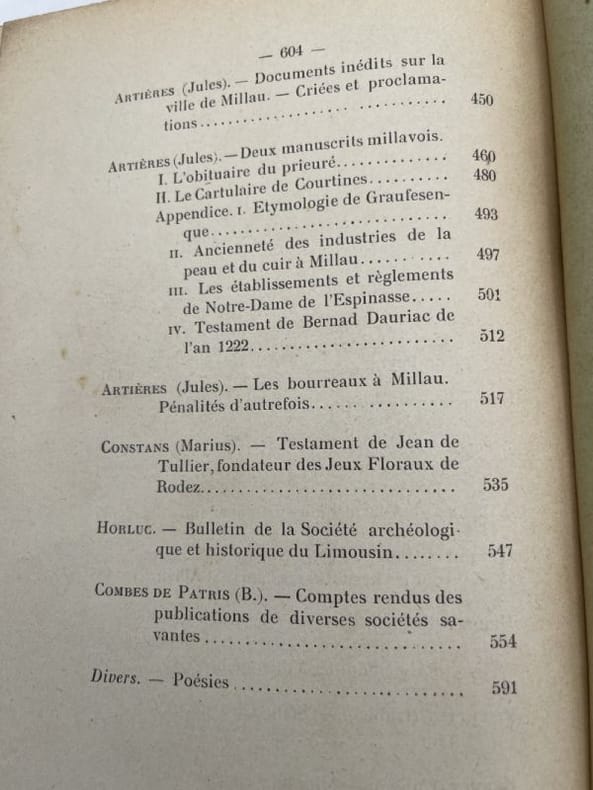 — 604 —
ARTIÈRES (Jules). — Documents inédits sur la
ville de Millau. — Criées et proclama-
tions.................................. 450
ARTIÈRES (Jules). — Deux manuscrits millavois.
I. L'obituaire du prieuré.............. 460
II. Le Cartulaire de Courtines.......... 480
Appendice. I. Etymologie de Graufesen-
que.................................. 493
II. Ancienneté des industries de la
peau et du cuir à Millau........... 497
III. Les établissements et règlements
de Notre-Dame de l'Espinasse..... 501
IV. Testament de Bernad Dauriac de
l'an 1222.......................... 512
ARTIÈRES (Jules). — Les bourreaux à Millau.
Pénalités d'autrefois................. 517
CONSTANS (Marius). — Testament de Jean de
Tullier, fondateur des Jeux Floraux de
Rodez................................ 535
HORLUC. — Bulletin de la Société archéologi-
que et historique du Limousin........ 547
COMBES DE PATRIS (B.). — Comptes rendus des
publications de diverses sociétés sa-
vantes................................ 554
Divers. — Poésies......................... 591